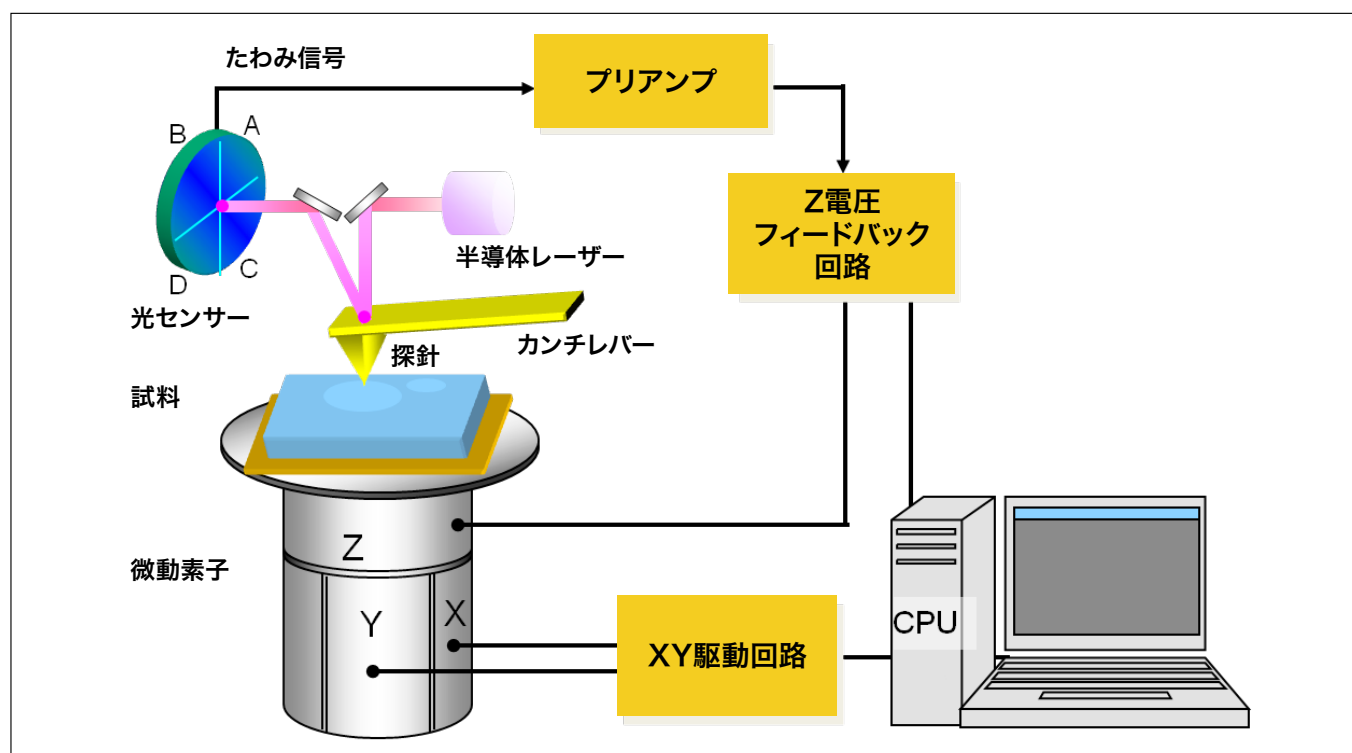 たわみ信号
プリアンプ
B
A
Z電圧
フィードバック
回路
半導体レーザー
D
C
光センサー
カンチレバー
探針
試料
Z
微動素子
Y
X
XY駆動回路
CPU